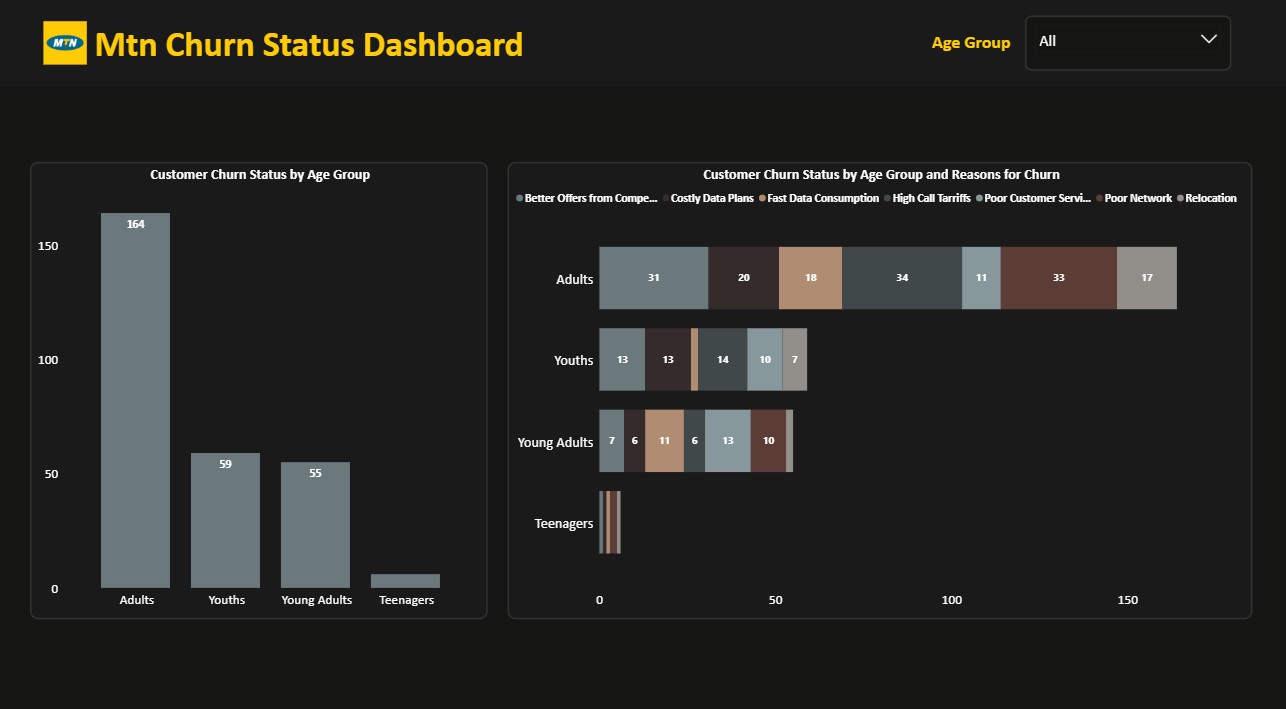 MTN
Mtn Churn Status Dashboard
Age Group
All
Customer Churn Status by Age Group
150
100
50
0
164
59
55
Adults
Youths
Young Adults
Teenagers
Customer Churn Status by Age Group and Reasons for Churn
Better Offers from Compe... Costly Data Plans Fast Data Consumption High Call Tarriffs Poor Customer Servi... Poor Network Relocation
Adults 31 20 18 34 11 33 17
Youths 13 13 14 10 7
Young Adults 7 6 11 6 13 10
Teenagers
0 50 100 150